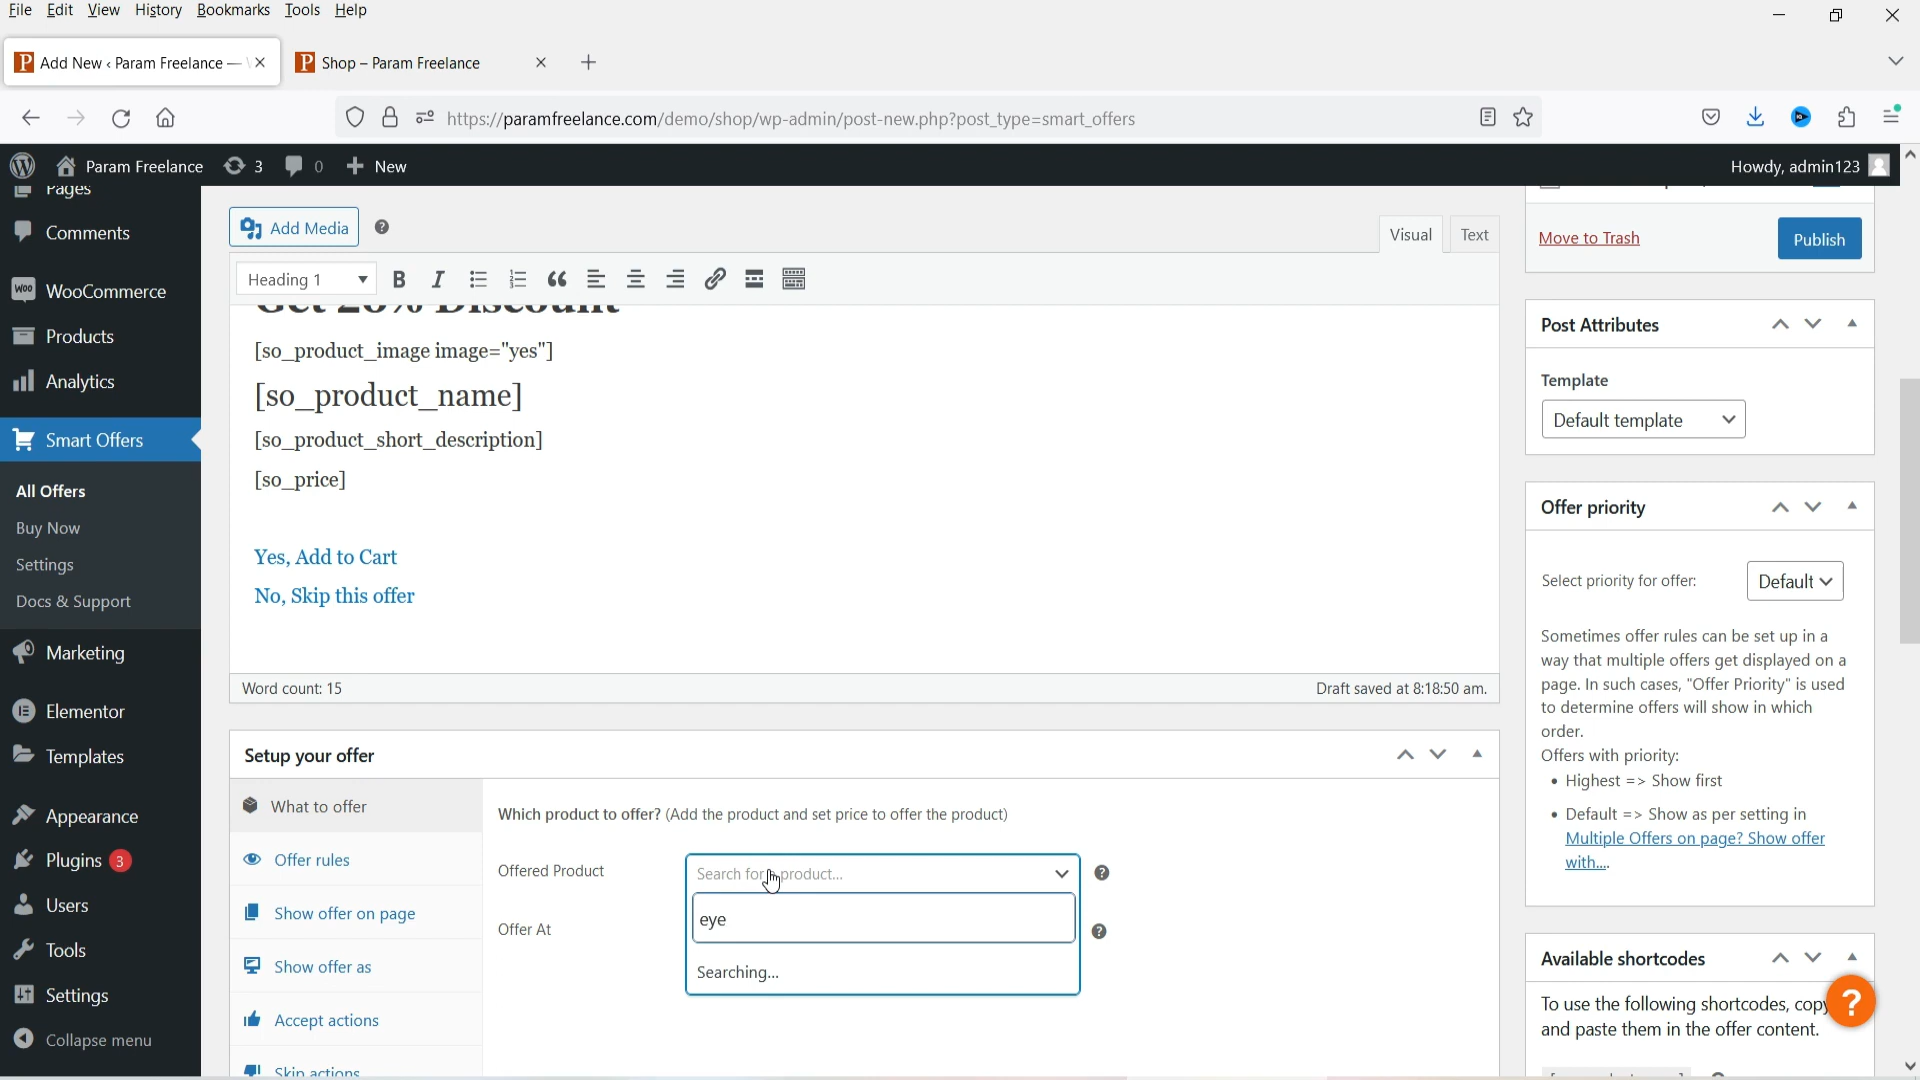 File Edit View History Bookmarks Tools Help
Add New ‹ Param Freelance —
Shop – Param Freelance
https://paramfreelance.com/demo/shop/wp-admin/post-new.php?post_type=smart_offers
Param Freelance 3 0 New
Howdy, admin123
Pages
Comments
WooCommerce
Products
Analytics
Smart Offers
All Offers
Buy Now
Settings
Docs & Support
Marketing
Elementor
Templates
Appearance
Plugins 3
Users
Tools
Settings
Collapse menu
Add Media
Visual Text
Heading 1
Get 20% Discount
[so_product_image image="yes"]
[so_product_name]
[so_product_short_description]
[so_price]
Yes, Add to Cart
No, Skip this offer
Word count: 15
Draft saved at 8:18:50 am.
Setup your offer
What to offer
Offer rules
Show offer on page
Show offer as
Accept actions
Skip actions
Which product to offer? (Add the product and set price to offer the product)
Offered Product
Search for a product...
eye
Searching...
Offer At
Move to Trash
Publish
Post Attributes
Template
Default template
Offer priority
Select priority for offer:
Default
Sometimes offer rules can be set up in a
way that multiple offers get displayed on a
page. In such cases, "Offer Priority" is used
to determine offers will show in which
order.
Offers with priority:
• Highest => Show first
• Default => Show as per setting in
Multiple Offers on page? Show offer
with....
Available shortcodes
To use the following shortcodes, copy
and paste them in the offer content.